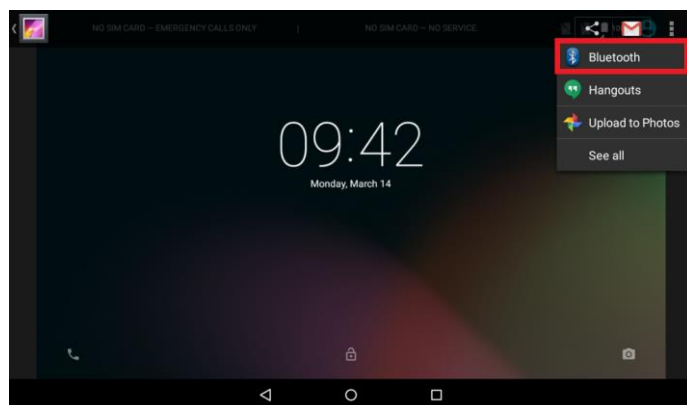 NO SIM CARD — EMERGENCY CALLS ONLY | NO SIM CARD — NO SERVICE.
Bluetooth
Hangouts
Upload to Photos
See all
09:42
Monday, March 14